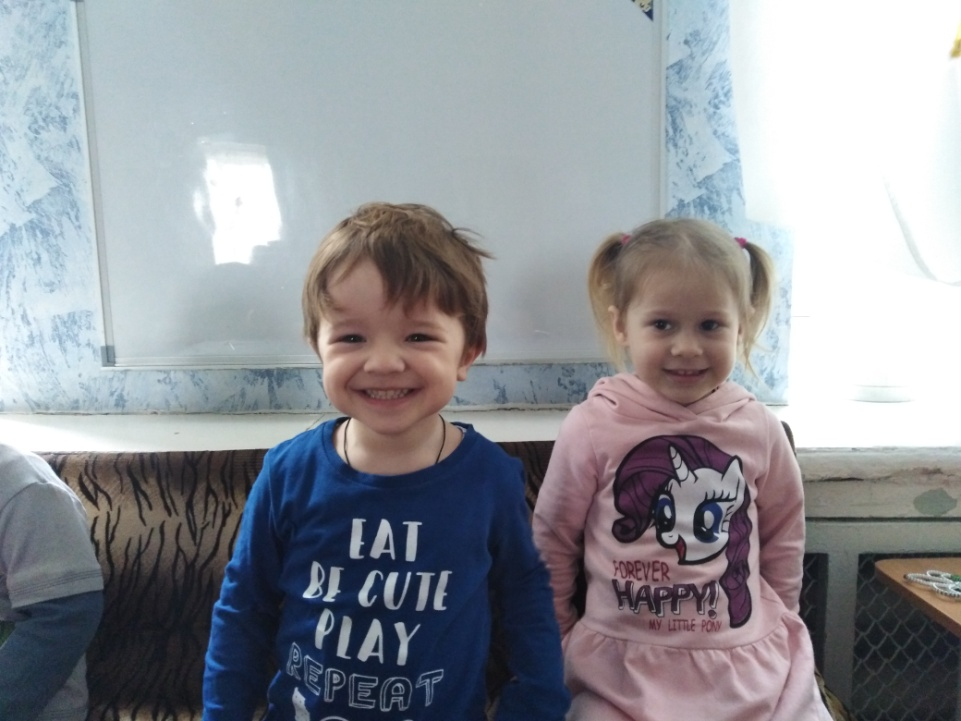 EAT
BE CUTE
PLAY
REPEAT
FOREVER
HAPPY!
MY LITTLE PONY